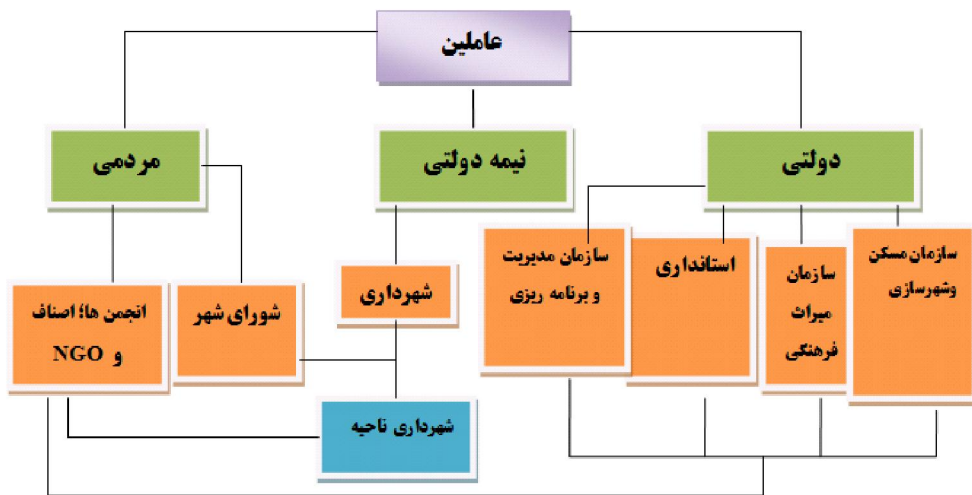 عاملین
دولتی
نیمه دولتی
مردمی
سازمان مسکن
وشهرسازی
سازمان
میراث
فرهنگی
استانداری
سازمان مدیریت
و برنامه ریزی
شهرداری
شورای شهر
انجمن ها؛ اصناف
و NGO
شهرداری ناحیه